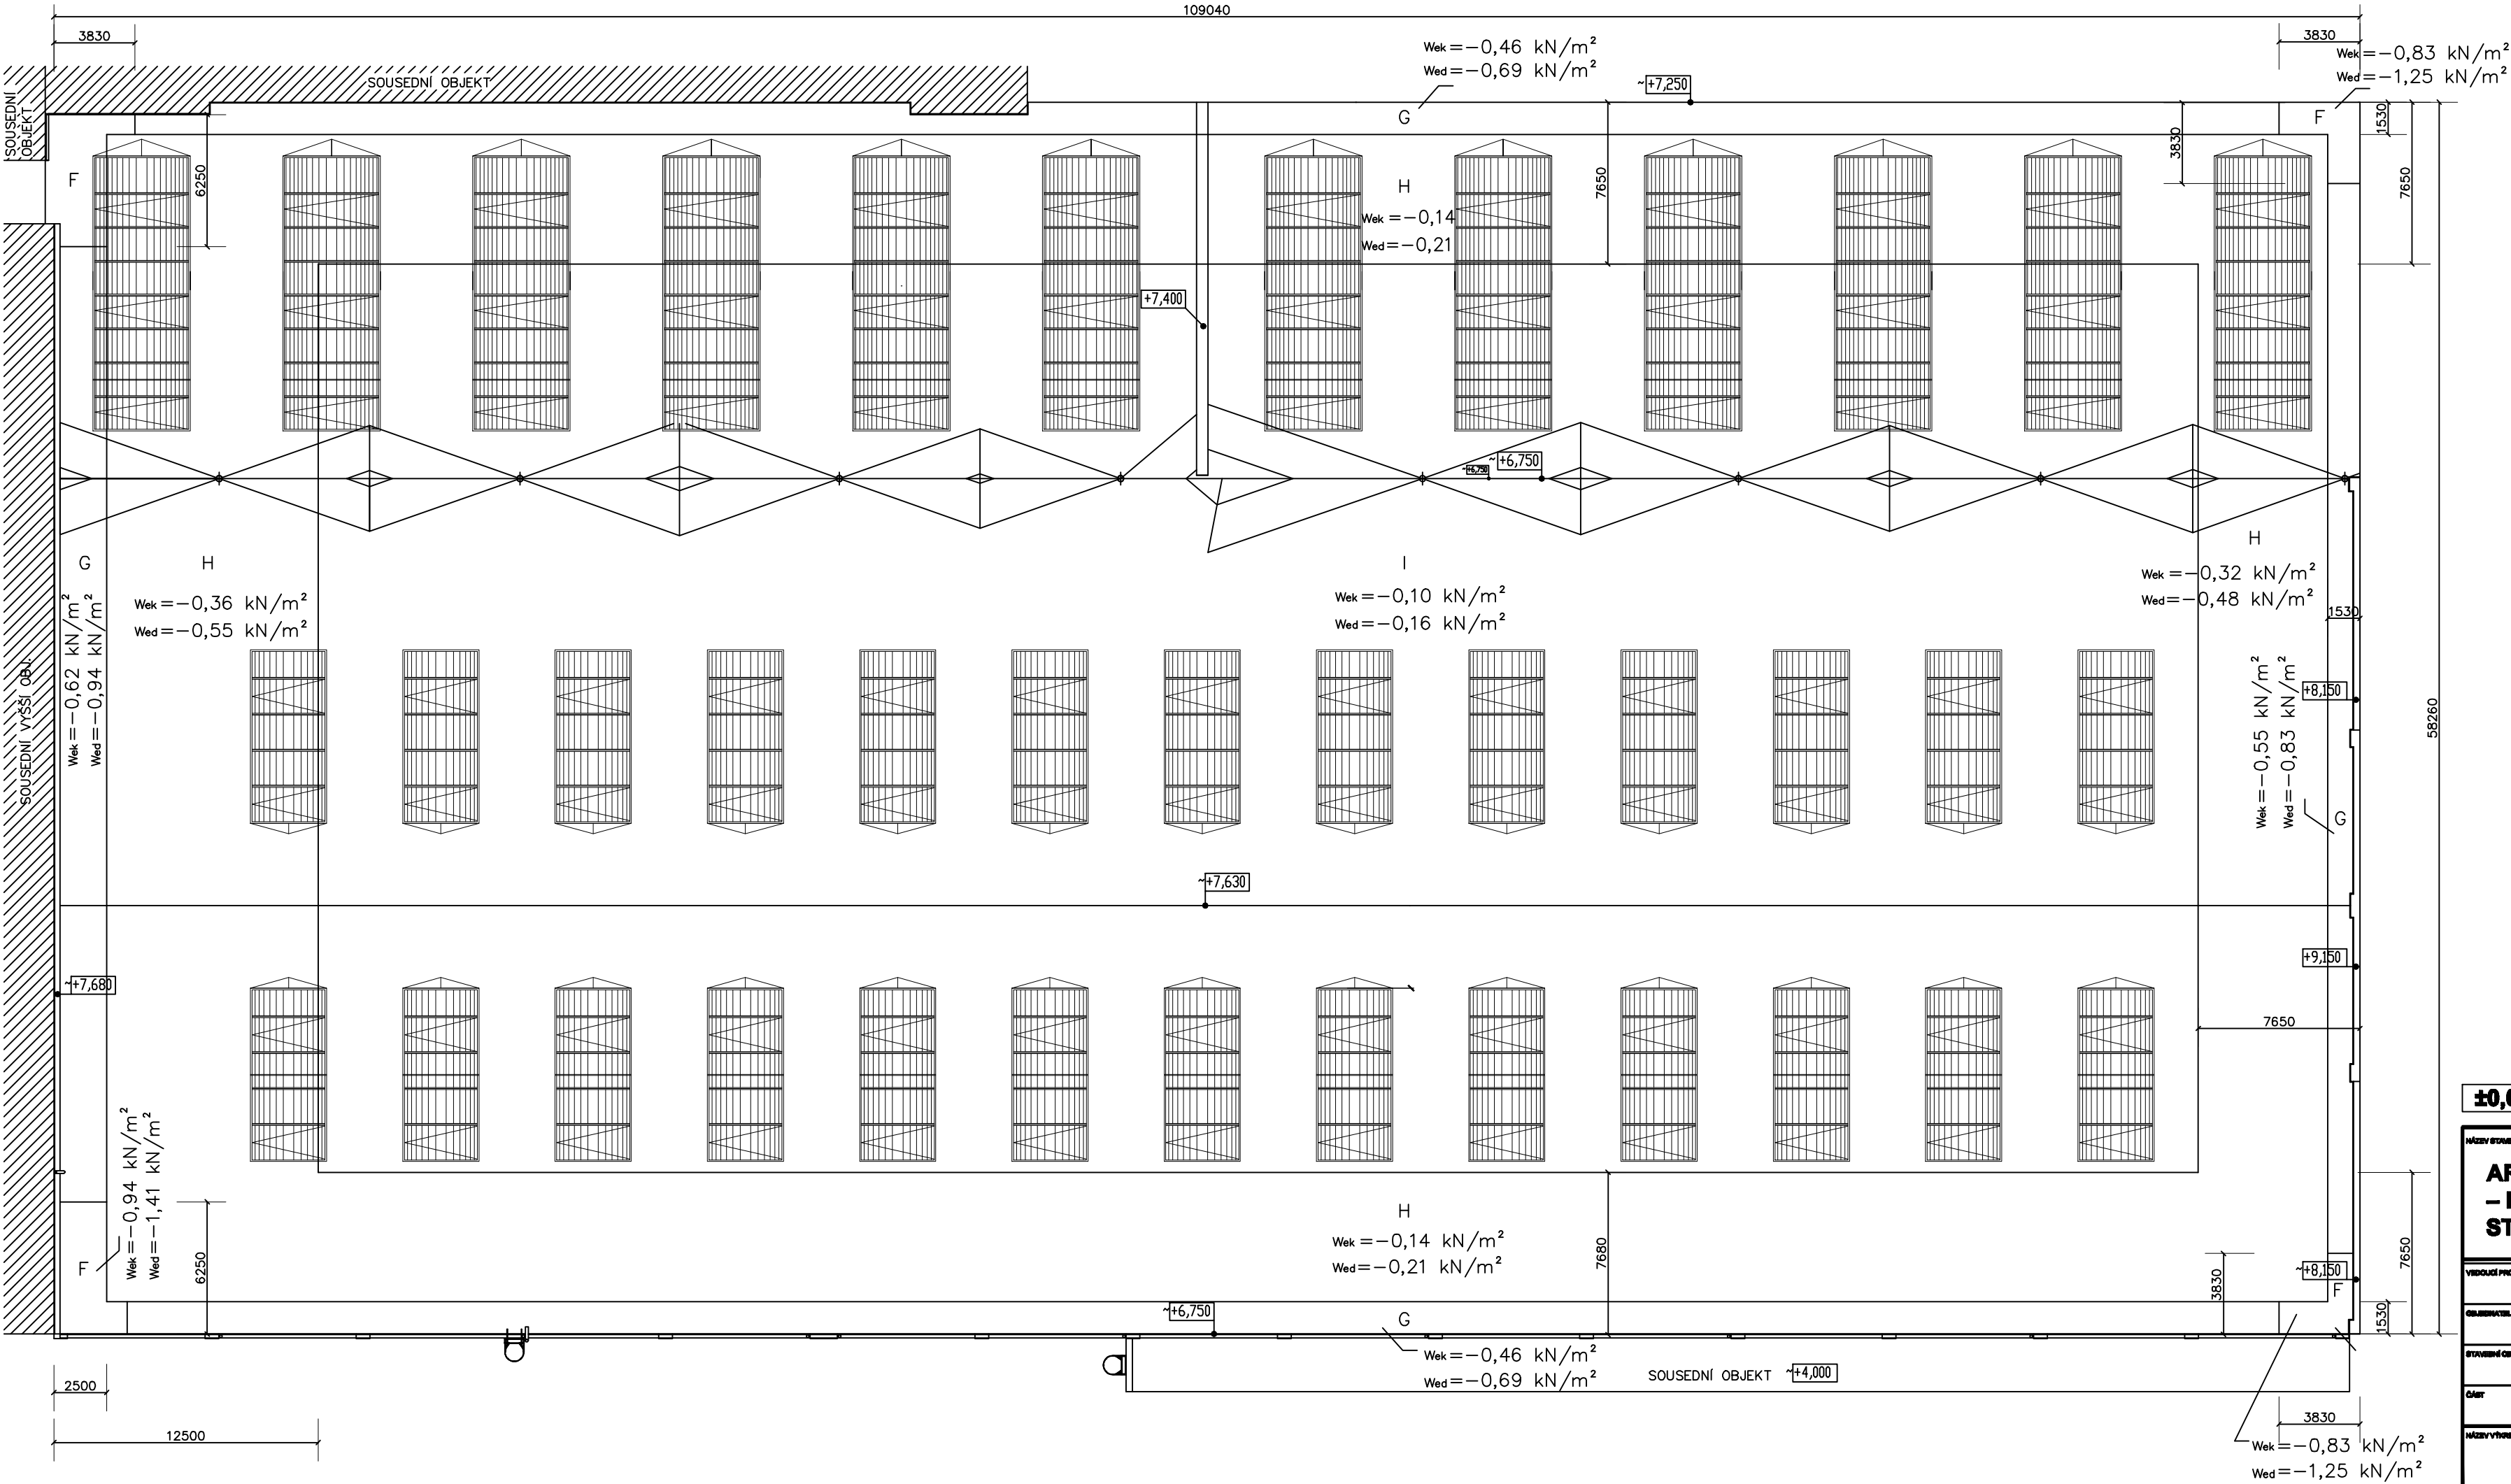 109040
3830
3830
Wek=-0,46 kN/m²
Wed=-0,69 kN/m²
Wek=-0,83 kN/m²
Wed=-1,25 kN/m²
SOUSEDNÍ OBJEKT
~+7,250
SOUSEDNÍ
OBJEKT
G
F
1530
3830
7650
7650
F
6250
H
Wek=-0,14
Wed=-0,21
+7,400
~+6,750
~+6,750
G
H
I
H
Wek=-0,36 kN/m²
Wed=-0,55 kN/m²
Wek=-0,10 kN/m²
Wed=-0,16 kN/m²
Wek=-0,32 kN/m²
Wed=-0,48 kN/m²
1530
Wek=-0,62 kN/m²
Wed=-0,94 kN/m²
SOUSEDNÍ VYŠŠÍ OBJ.
Wek=-0,55 kN/m²
Wed=-0,83 kN/m²
+8,150
58260
G
~+7,630
~+7,680
+9,150
7650
Wek=-0,94 kN/m²
Wed=-1,41 kN/m²
F
6250
H
Wek=-0,14 kN/m²
Wed=-0,21 kN/m²
7680
3830
~+8,150
F
7650
1530
~+6,750
G
Wek=-0,46 kN/m²
Wed=-0,69 kN/m²
SOUSEDNÍ OBJEKT ~+4,000
2500
12500
3830
Wek=-0,83 kN/m²
Wed=-1,25 kN/m²
ČÁST